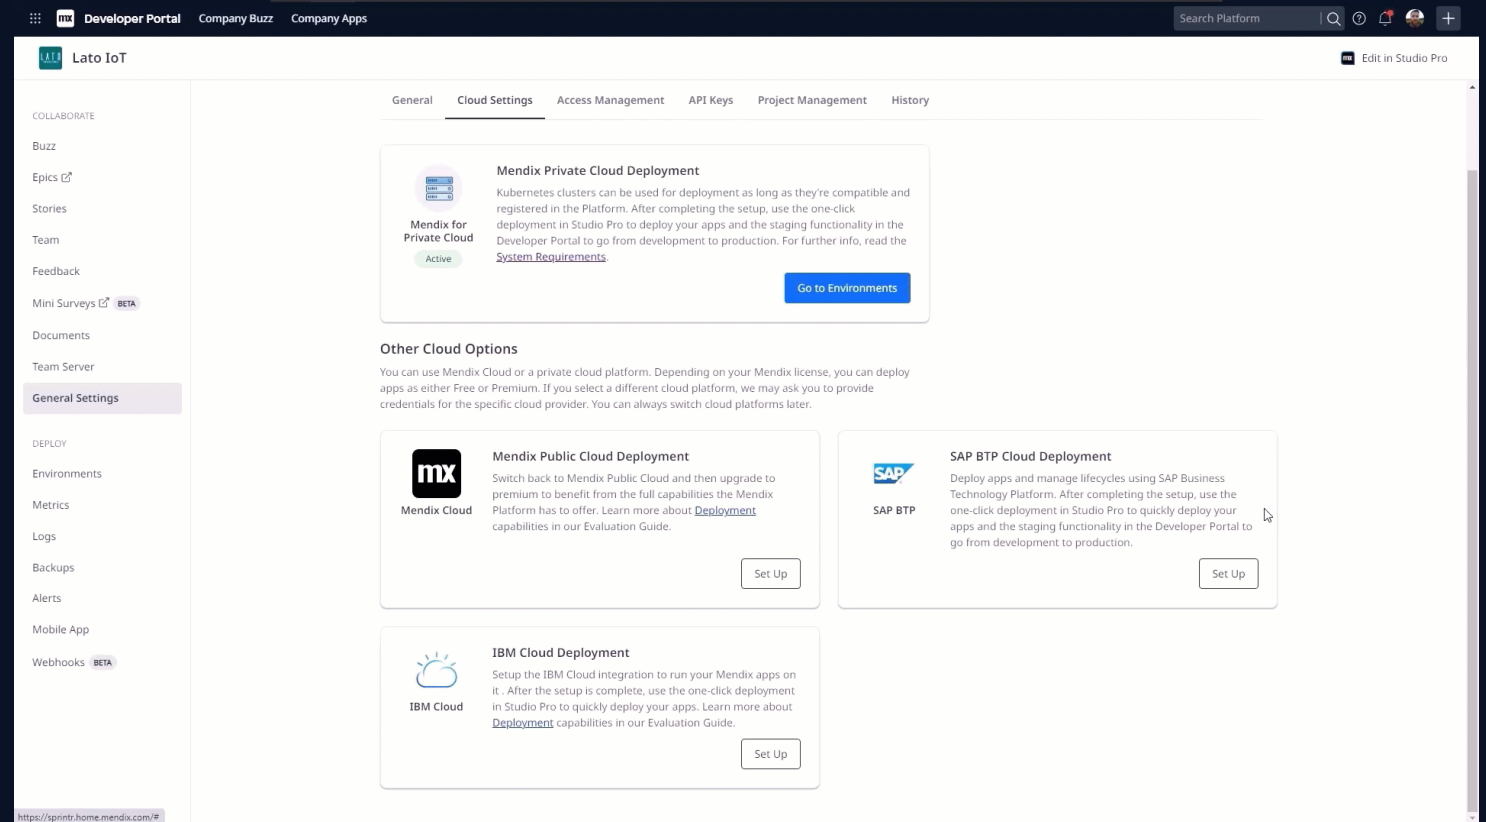 mx Developer Portal Company Buzz Company Apps Search Platform
LATO Lato IoT mx Edit in Studio Pro
COLLABORATE
Buzz
Epics
Stories
Team
Feedback
Mini Surveys BETA
Documents
Team Server
General Settings
DEPLOY
Environments
Metrics
Logs
Backups
Alerts
Mobile App
Webhooks BETA
General Cloud Settings Access Management API Keys Project Management History
Mendix for
Private Cloud
Active
Mendix Private Cloud Deployment
Kubernetes clusters can be used for deployment as long as they're compatible and
registered in the Platform. After completing the setup, use the one-click
deployment in Studio Pro to deploy your apps and the staging functionality in the
Developer Portal to go from development to production. For further info, read the
System Requirements.
Go to Environments
Other Cloud Options
You can use Mendix Cloud or a private cloud platform. Depending on your Mendix license, you can deploy
apps as either Free or Premium. If you select a different cloud platform, we may ask you to provide
credentials for the specific cloud provider. You can always switch cloud platforms later.
mx
Mendix Cloud
Mendix Public Cloud Deployment
Switch back to Mendix Public Cloud and then upgrade to
premium to benefit from the full capabilities the Mendix
Platform has to offer. Learn more about Deployment
capabilities in our Evaluation Guide.
Set Up
SAP
SAP BTP
SAP BTP Cloud Deployment
Deploy apps and manage lifecycles using SAP Business
Technology Platform. After completing the setup, use the
one-click deployment in Studio Pro to quickly deploy your
apps and the staging functionality in the Developer Portal to
go from development to production.
Set Up
IBM Cloud
IBM Cloud Deployment
Setup the IBM Cloud integration to run your Mendix apps on
it . After the setup is complete, use the one-click deployment
in Studio Pro to quickly deploy your apps. Learn more about
Deployment capabilities in our Evaluation Guide.
Set Up
https://sprintr.home.mendix.com/#